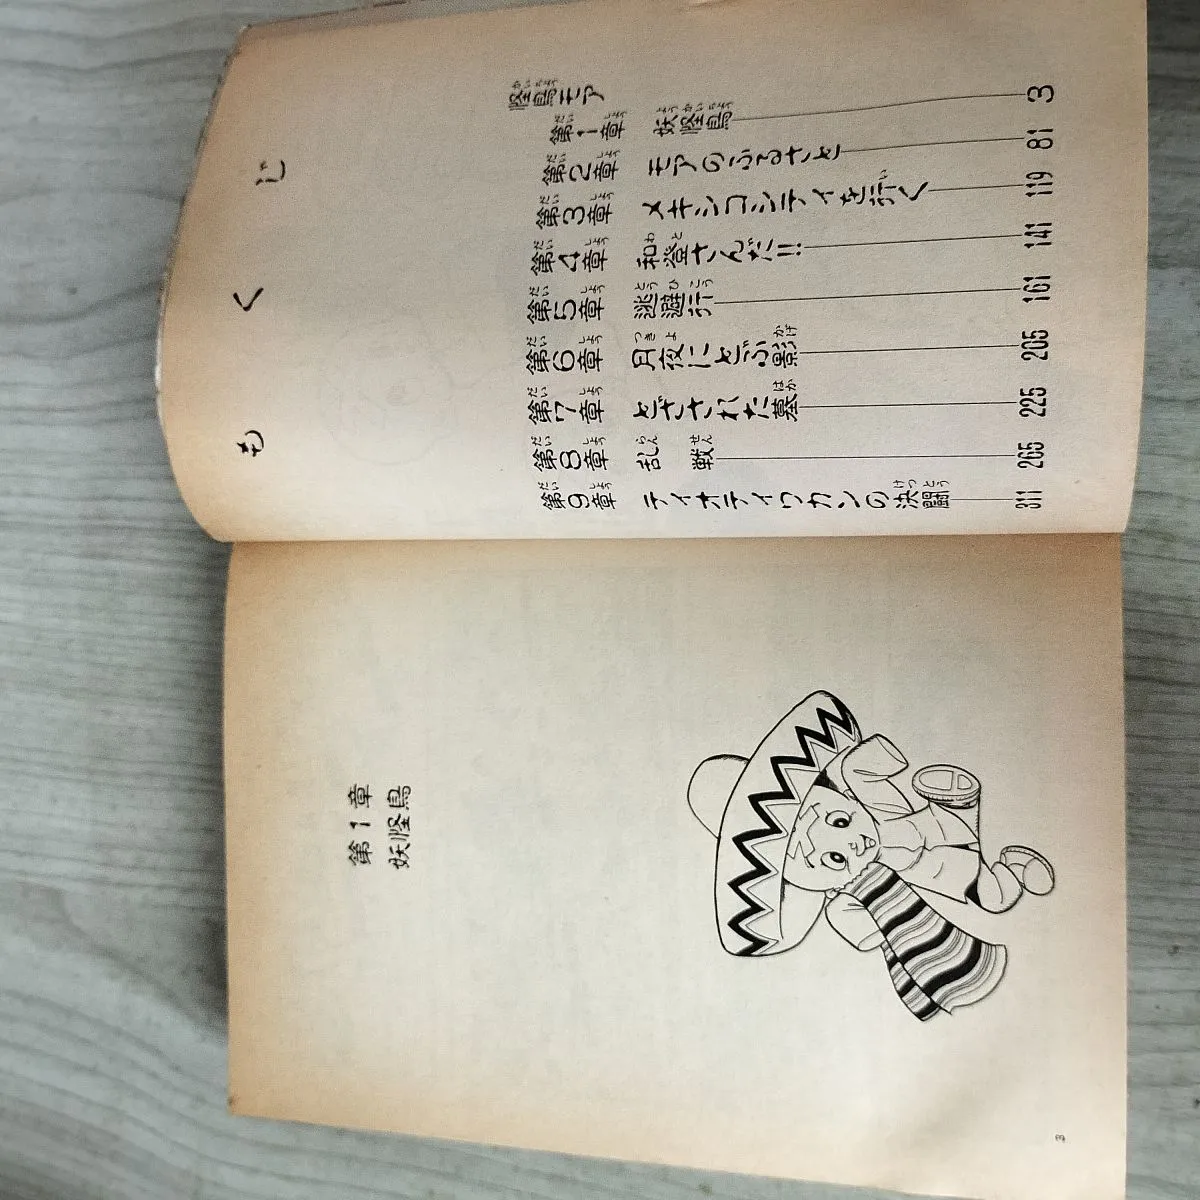 もくじ
怪鳥モア
第1章 妖怪鳥 3
第2章 モアのふるさと 81
第3章 メキシコシティを行く 119
第4章 和登さんだ!! 141
第5章 逃避行 161
第6章 月夜にとぶ影 205
第7章 とざされた墓 225
第8章 乱戦 265
第9章 テイオティワカンの決闘 311
第1章
妖怪鳥
3